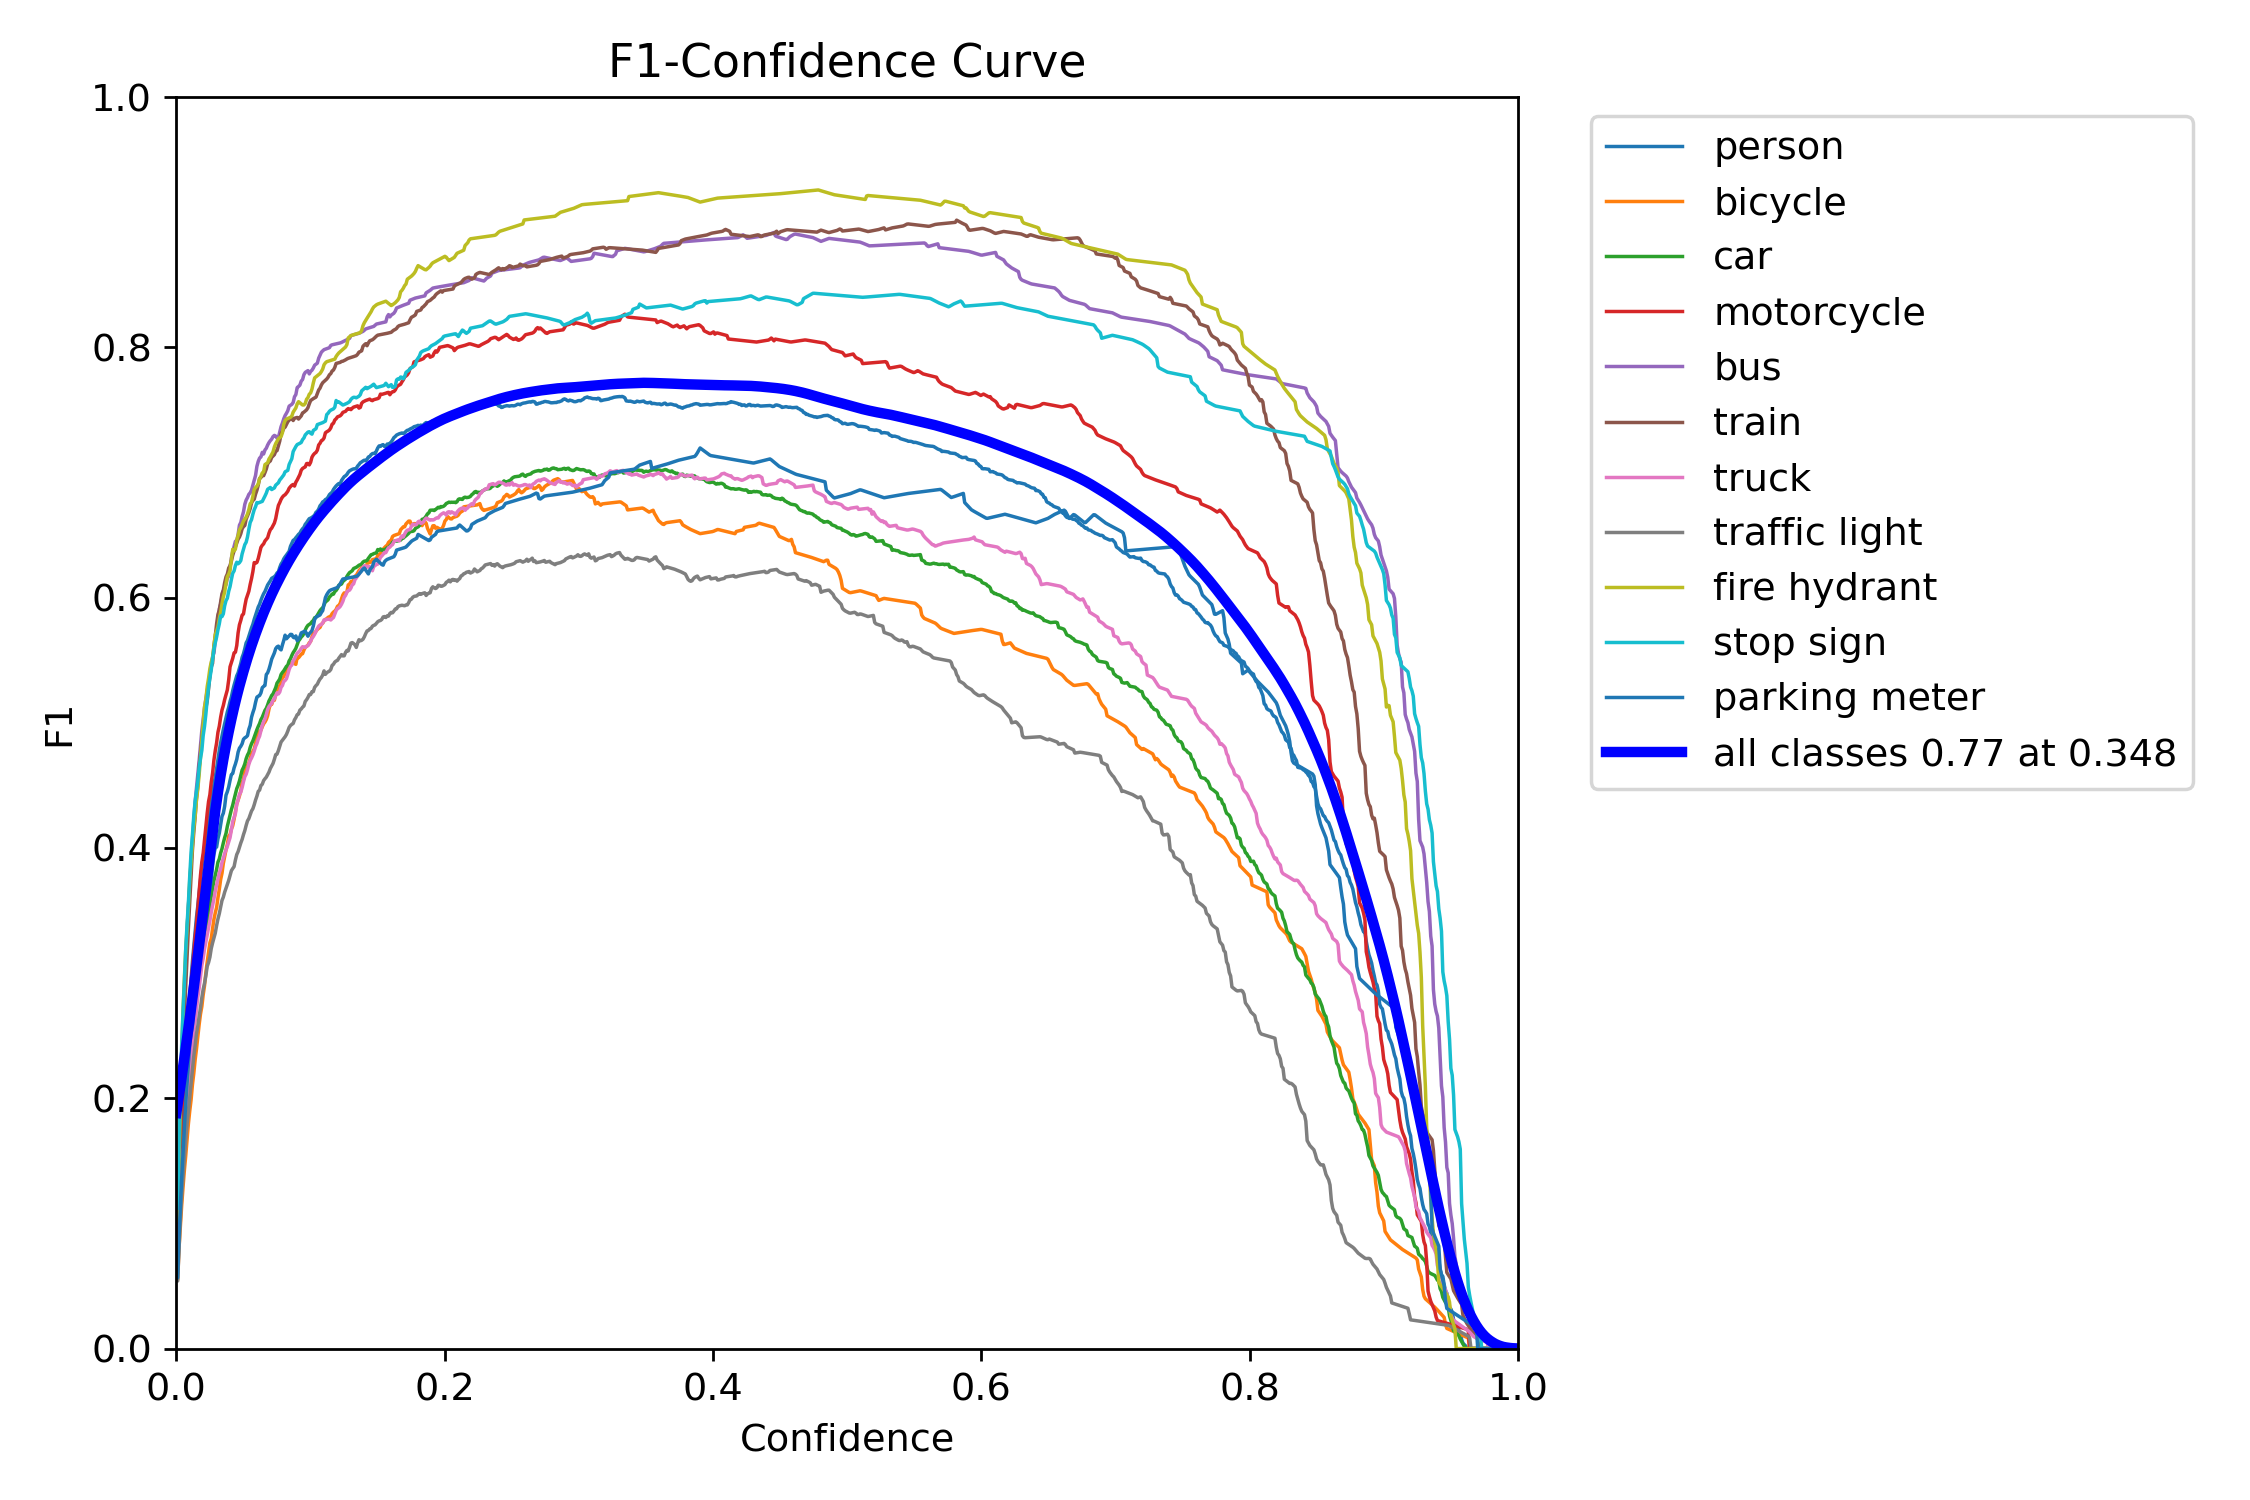 F1-Confidence Curve
1.0
0.8
0.6
0.4
0.2
0.0
F1
0.0 0.2 0.4 0.6 0.8 1.0
Confidence
person
bicycle
car
motorcycle
bus
train
truck
traffic light
fire hydrant
stop sign
parking meter
all classes 0.77 at 0.348